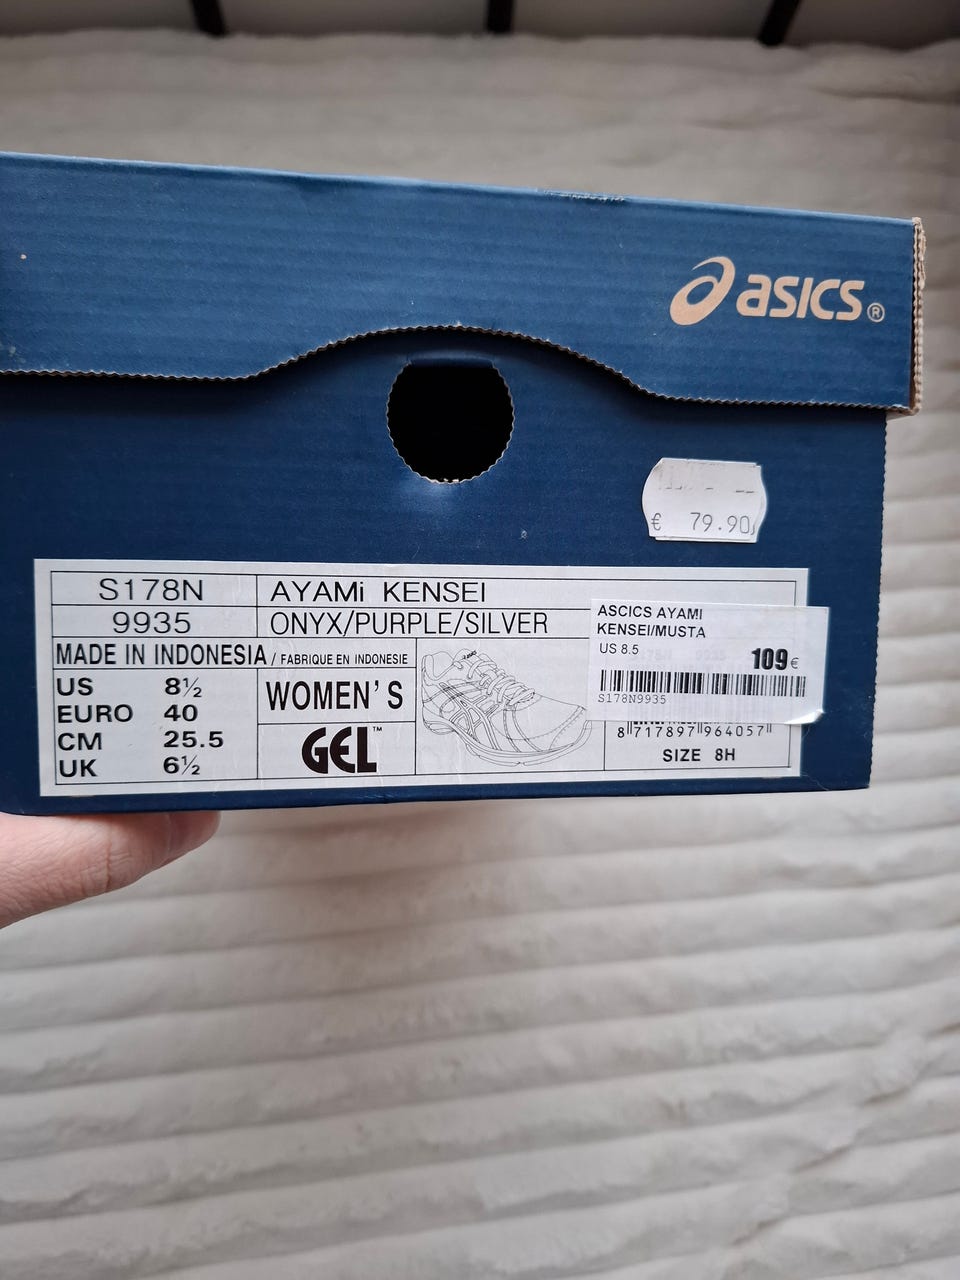 asics®
€ 79.90
S178N AYAMi KENSEI
9935 ONYX/PURPLE/SILVER
MADE IN INDONESIA / FABRIQUE EN INDONESIE
US 8½
EURO 40
CM 25.5
UK 6½
WOMEN'S
GEL™
ASCICS AYAMI
KENSEI/MUSTA
US 8.5
109€
S178N9935
8 717897 964057
SIZE 8H